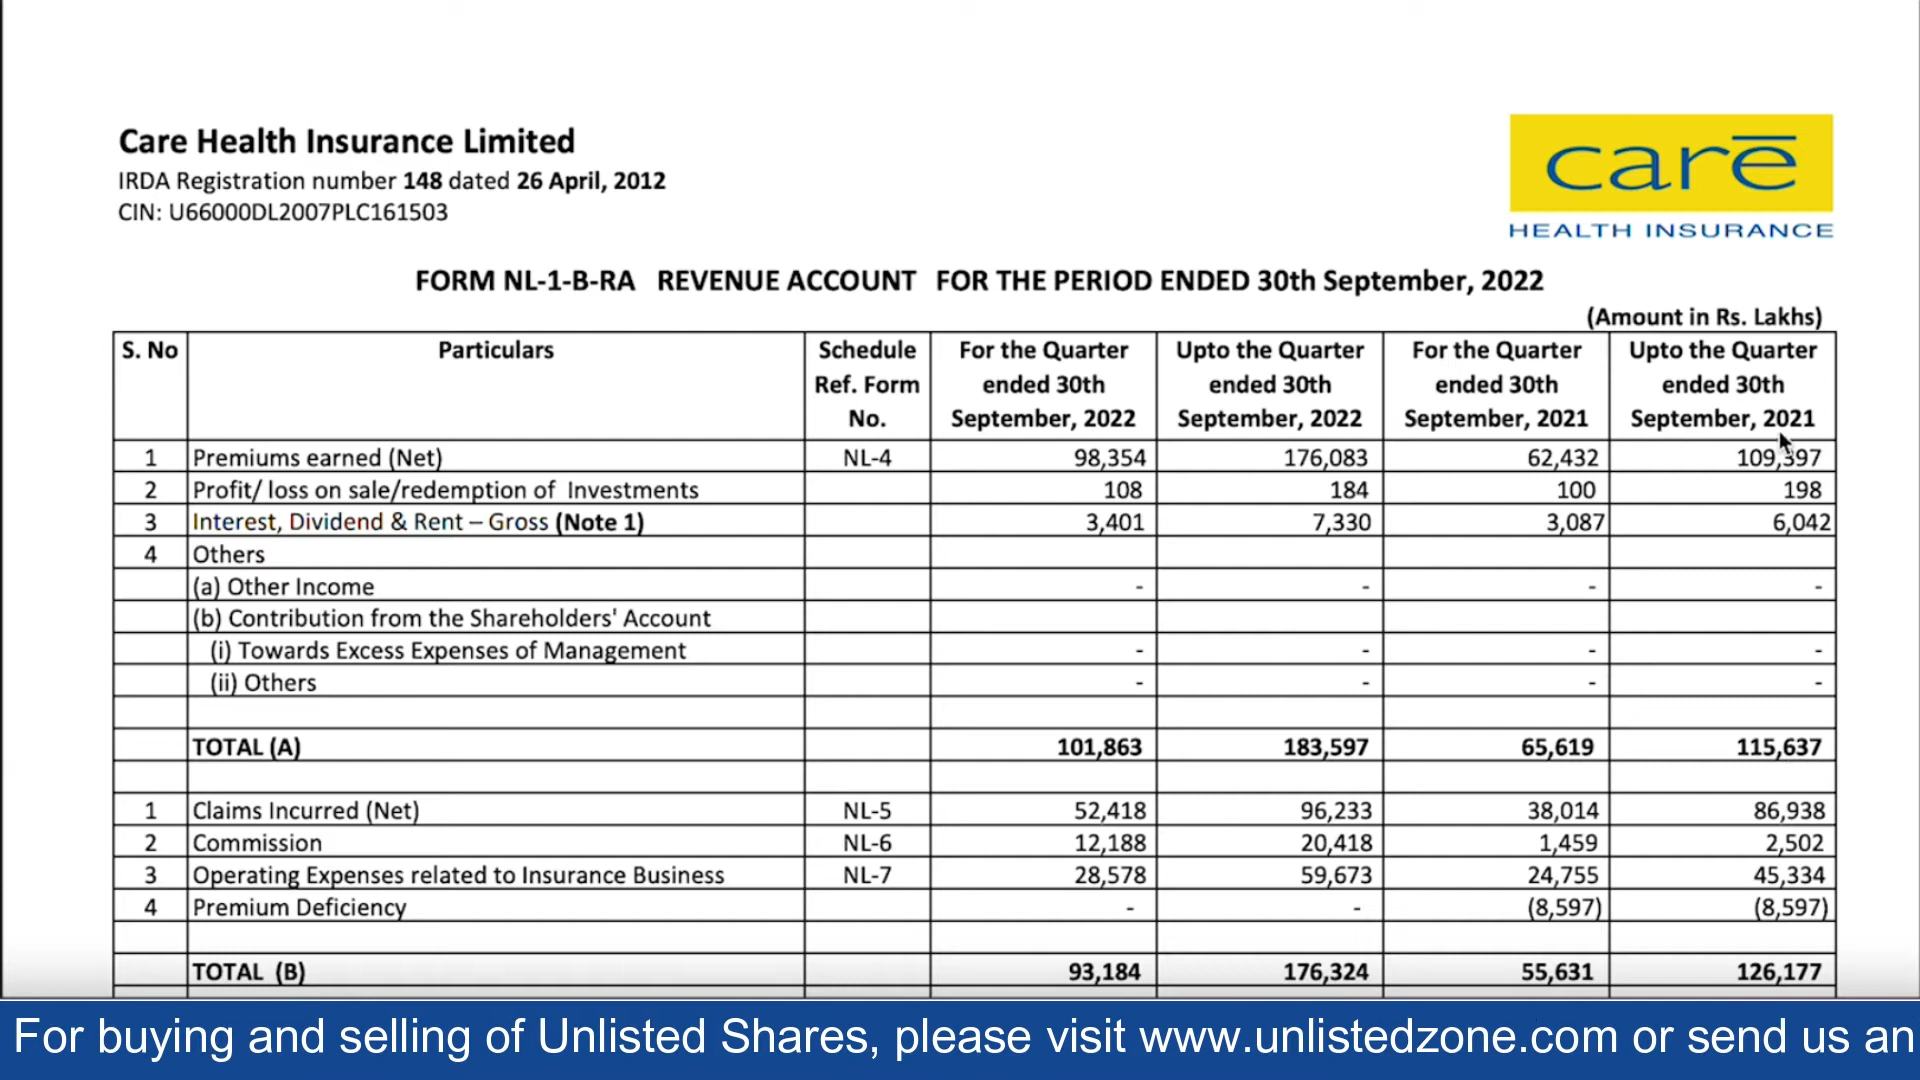 Care Health Insurance Limited
IRDA Registration number 148 dated 26 April, 2012
CIN: U66000DL2007PLC161503
carē
HEALTH INSURANCE
FORM NL-1-B-RA REVENUE ACCOUNT FOR THE PERIOD ENDED 30th September, 2022
(Amount in Rs. Lakhs)
S. No Particulars Schedule Ref. Form No. For the Quarter ended 30th September, 2022 Upto the Quarter ended 30th September, 2022 For the Quarter ended 30th September, 2021 Upto the Quarter ended 30th September, 2021
1 Premiums earned (Net) NL-4 98,354 176,083 62,432 109,397
2 Profit/ loss on sale/redemption of Investments 108 184 100 198
3 Interest, Dividend & Rent – Gross (Note 1) 3,401 7,330 3,087 6,042
4 Others
(a) Other Income - - - -
(b) Contribution from the Shareholders' Account
(i) Towards Excess Expenses of Management - - - -
(ii) Others - - - -
TOTAL (A) 101,863 183,597 65,619 115,637
1 Claims Incurred (Net) NL-5 52,418 96,233 38,014 86,938
2 Commission NL-6 12,188 20,418 1,459 2,502
3 Operating Expenses related to Insurance Business NL-7 28,578 59,673 24,755 45,334
4 Premium Deficiency - - (8,597) (8,597)
TOTAL (B) 93,184 176,324 55,631 126,177
For buying and selling of Unlisted Shares, please visit www.unlistedzone.com or send us an